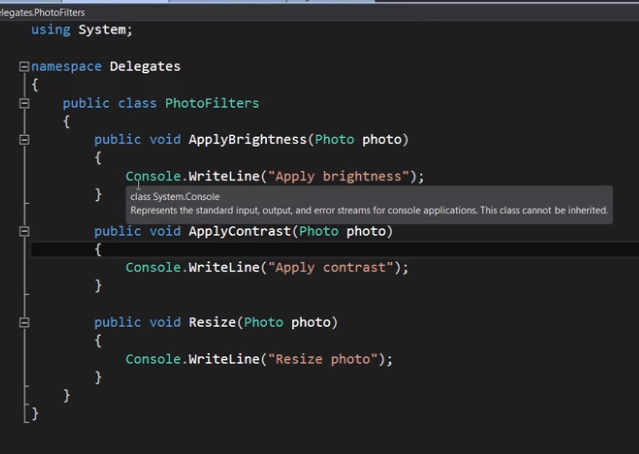 elegates.PhotoFilters
using System;
namespace Delegates
{
public class PhotoFilters
{
public void ApplyBrightness(Photo photo)
{
Console.WriteLine("Apply brightness");
}
class System.Console
Represents the standard input, output, and error streams for console applications. This class cannot be inherited.
public void ApplyContrast(Photo photo)
{
Console.WriteLine("Apply contrast");
}
public void Resize(Photo photo)
{
Console.WriteLine("Resize photo");
}
}
}